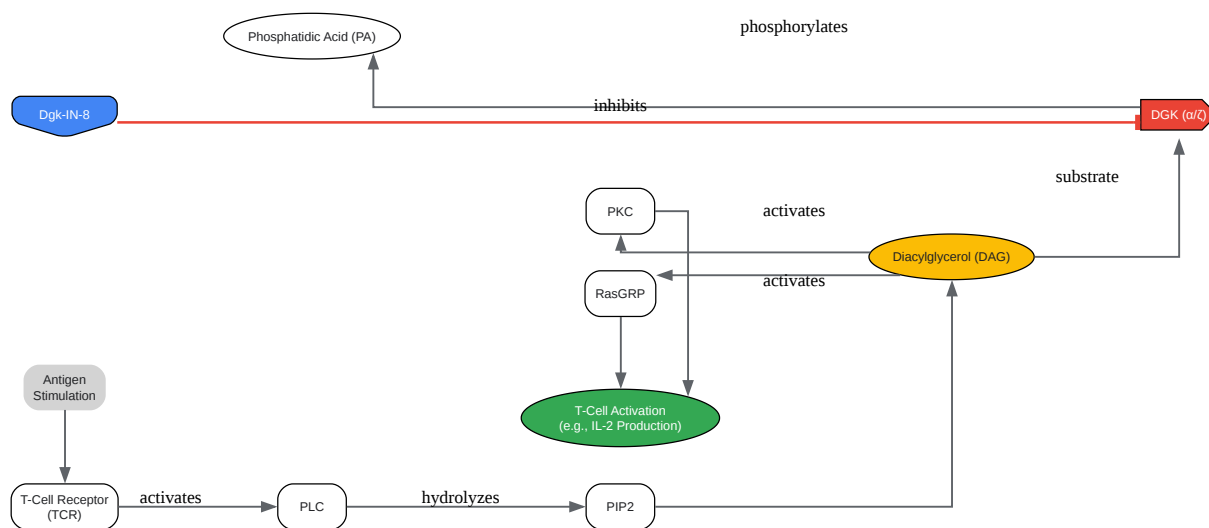 phosphorylates
Phosphatidic Acid (PA)
Dgk-IN-8
inhibits
DGK (α/ζ)
substrate
PKC
activates
Diacylglycerol (DAG)
RasGRP
activates
Antigen
Stimulation
T-Cell Activation
(e.g., IL-2 Production)
T-Cell Receptor
(TCR)
activates
PLC
hydrolyzes
PIP2